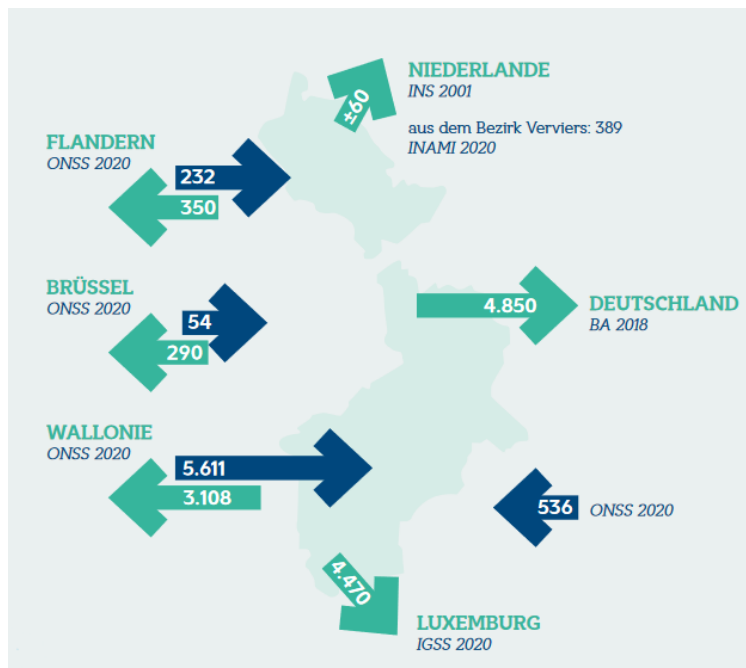 NIEDERLANDE
INS 2001
±60
aus dem Bezirk Verviers: 389
INAMI 2020
FLANDERN
ONSS 2020
232
350
BRÜSSEL
ONSS 2020
54
290
4.850
DEUTSCHLAND
BA 2018
WALLONIE
ONSS 2020
5.611
3.108
536
ONSS 2020
4.470
LUXEMBURG
IGSS 2020